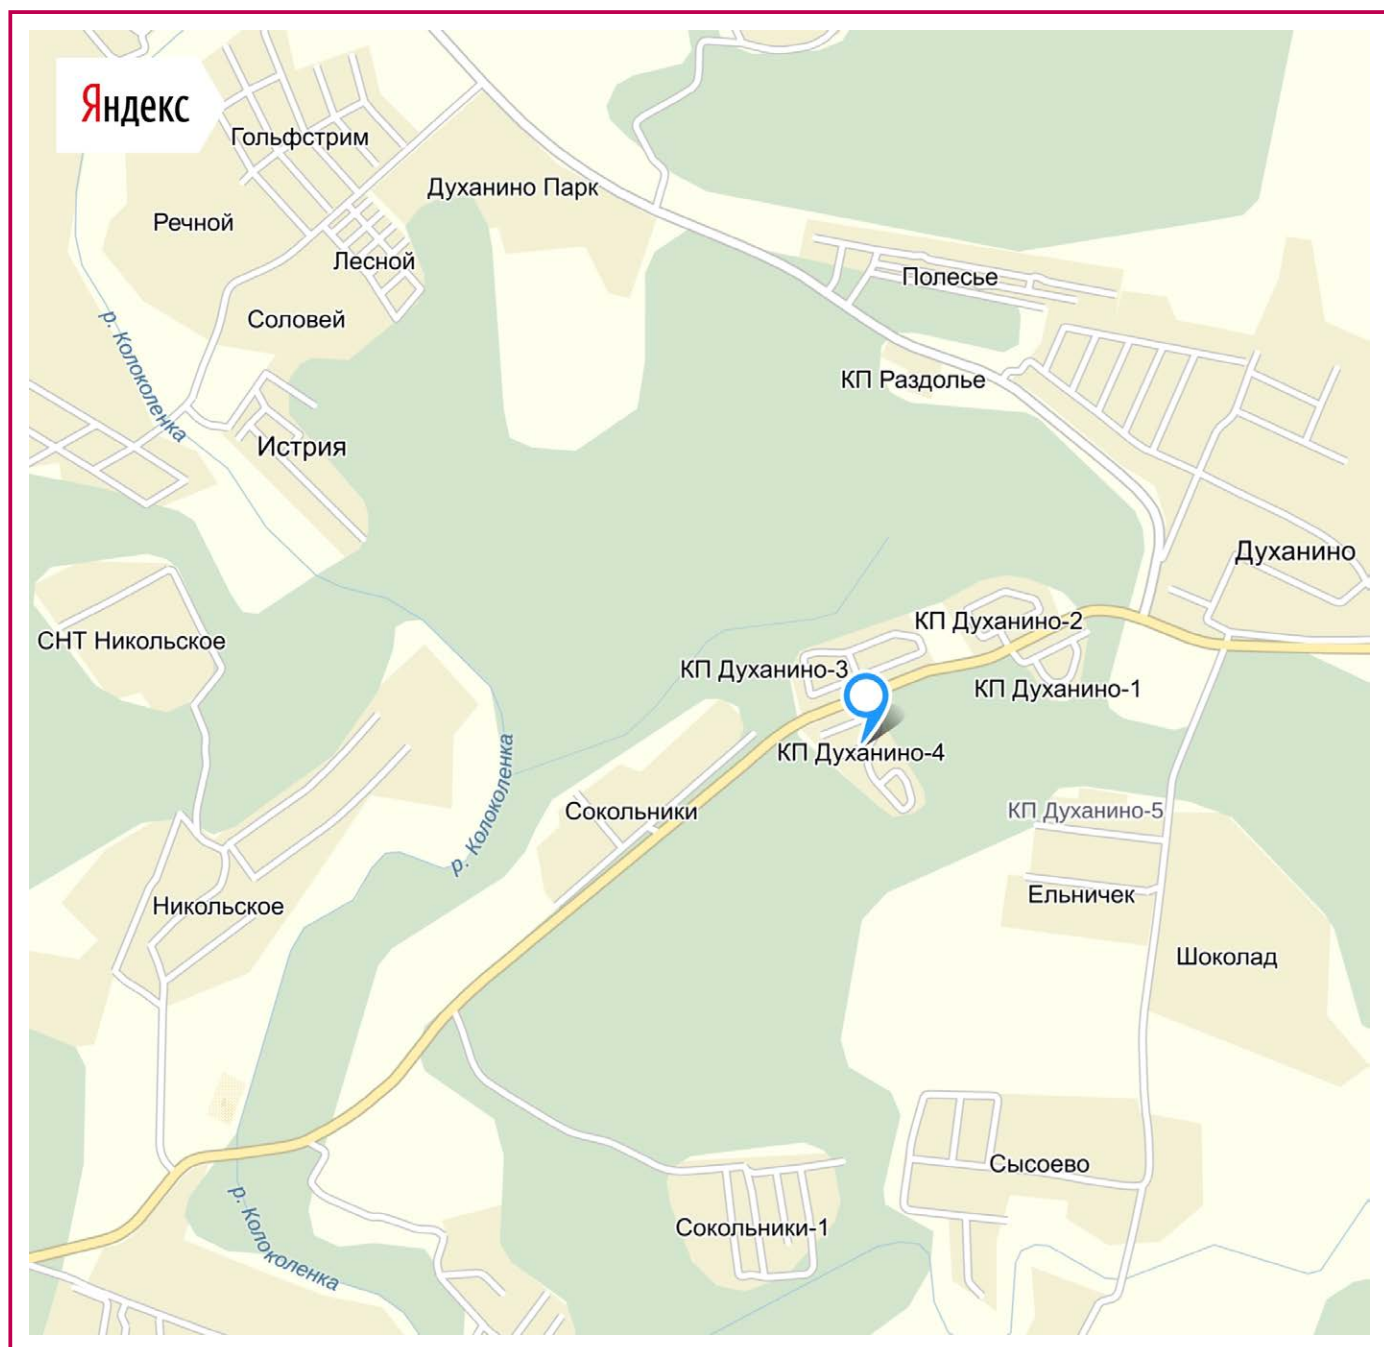 Яндекс
Гольфстрим
Духанино Парк
Речной
Лесной
Полесье
Соловей
р. Колоколенка
КП Раздолье
Истрия
Духанино
КП Духанино-2
СНТ Никольское
КП Духанино-3
КП Духанино-1
КП Духанино-4
р. Колоколенка
Сокольники
КП Духанино-5
Ельничек
Никольское
Шоколад
Сысоево
р. Колоколенка
Сокольники-1